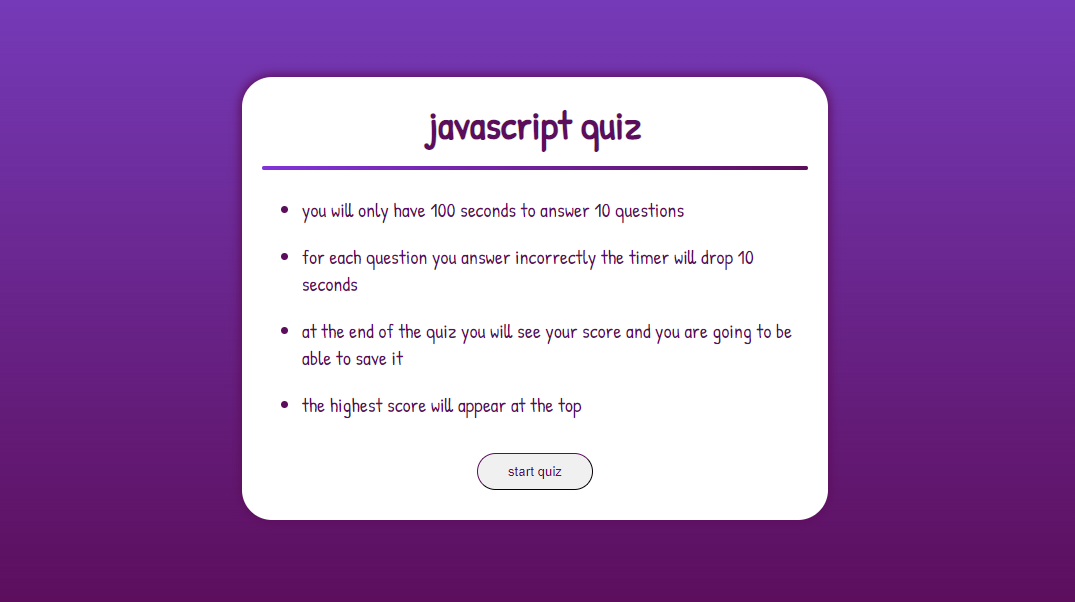 javascript quiz
you will only have 100 seconds to answer 10 questions
for each question you answer incorrectly the timer will drop 10
seconds
at the end of the quiz you will see your score and you are going to be
able to save it
the highest score will appear at the top
start quiz